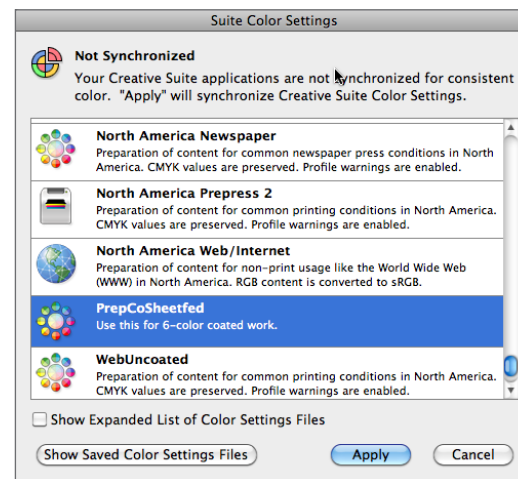 Suite Color Settings
Not Synchronized
Your Creative Suite applications are not synchronized for consistent
color. "Apply" will synchronize Creative Suite Color Settings.
North America Newspaper
Preparation of content for common newspaper press conditions in North
America. CMYK values are preserved. Profile warnings are enabled.
North America Prepress 2
Preparation of content for common printing conditions in North America.
CMYK values are preserved. Profile warnings are enabled.
North America Web/Internet
Preparation of content for non-print usage like the World Wide Web
(WWW) in North America. RGB content is converted to sRGB.
PrepCoSheetfed
Use this for 6-color coated work.
WebUncoated
Preparation of content for common printing conditions in North America.
CMYK values are preserved. Profile warnings are enabled.
Show Expanded List of Color Settings Files
Show Saved Color Settings Files Apply Cancel